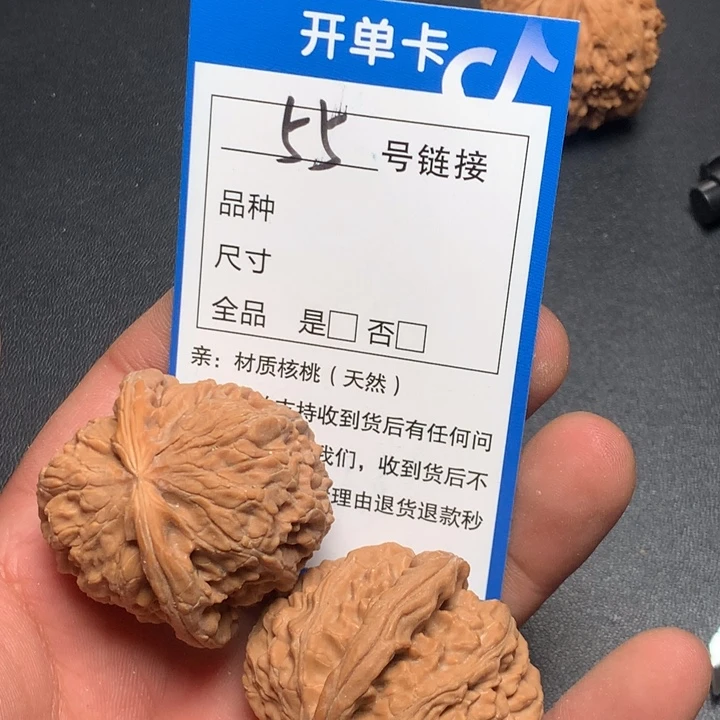 开单卡
55 号链接
品种
尺寸
全品 是□ 否□
亲：材质核桃（天然）
支持收到货后有任何问
我们，收到货后不
理由退货退款秒